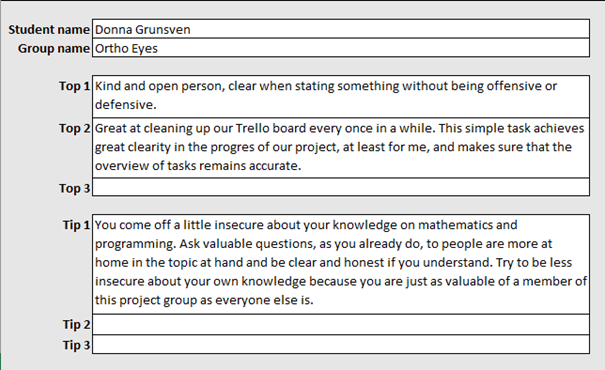 Student name Donna Grunsven
Group name Ortho Eyes
Top 1 Kind and open person, clear when stating something without being offensive or
defensive.
Top 2 Great at cleaning up our Trello board every once in a while. This simple task achieves
great clearity in the progres of our project, at least for me, and makes sure that the
overview of tasks remains accurate.
Top 3
Tip 1 You come off a little insecure about your knowledge on mathematics and
programming. Ask valuable questions, as you already do, to people are more at
home in the topic at hand and be clear and honest if you understand. Try to be less
insecure about your own knowledge because you are just as valuable of a member of
this project group as everyone else is.
Tip 2
Tip 3